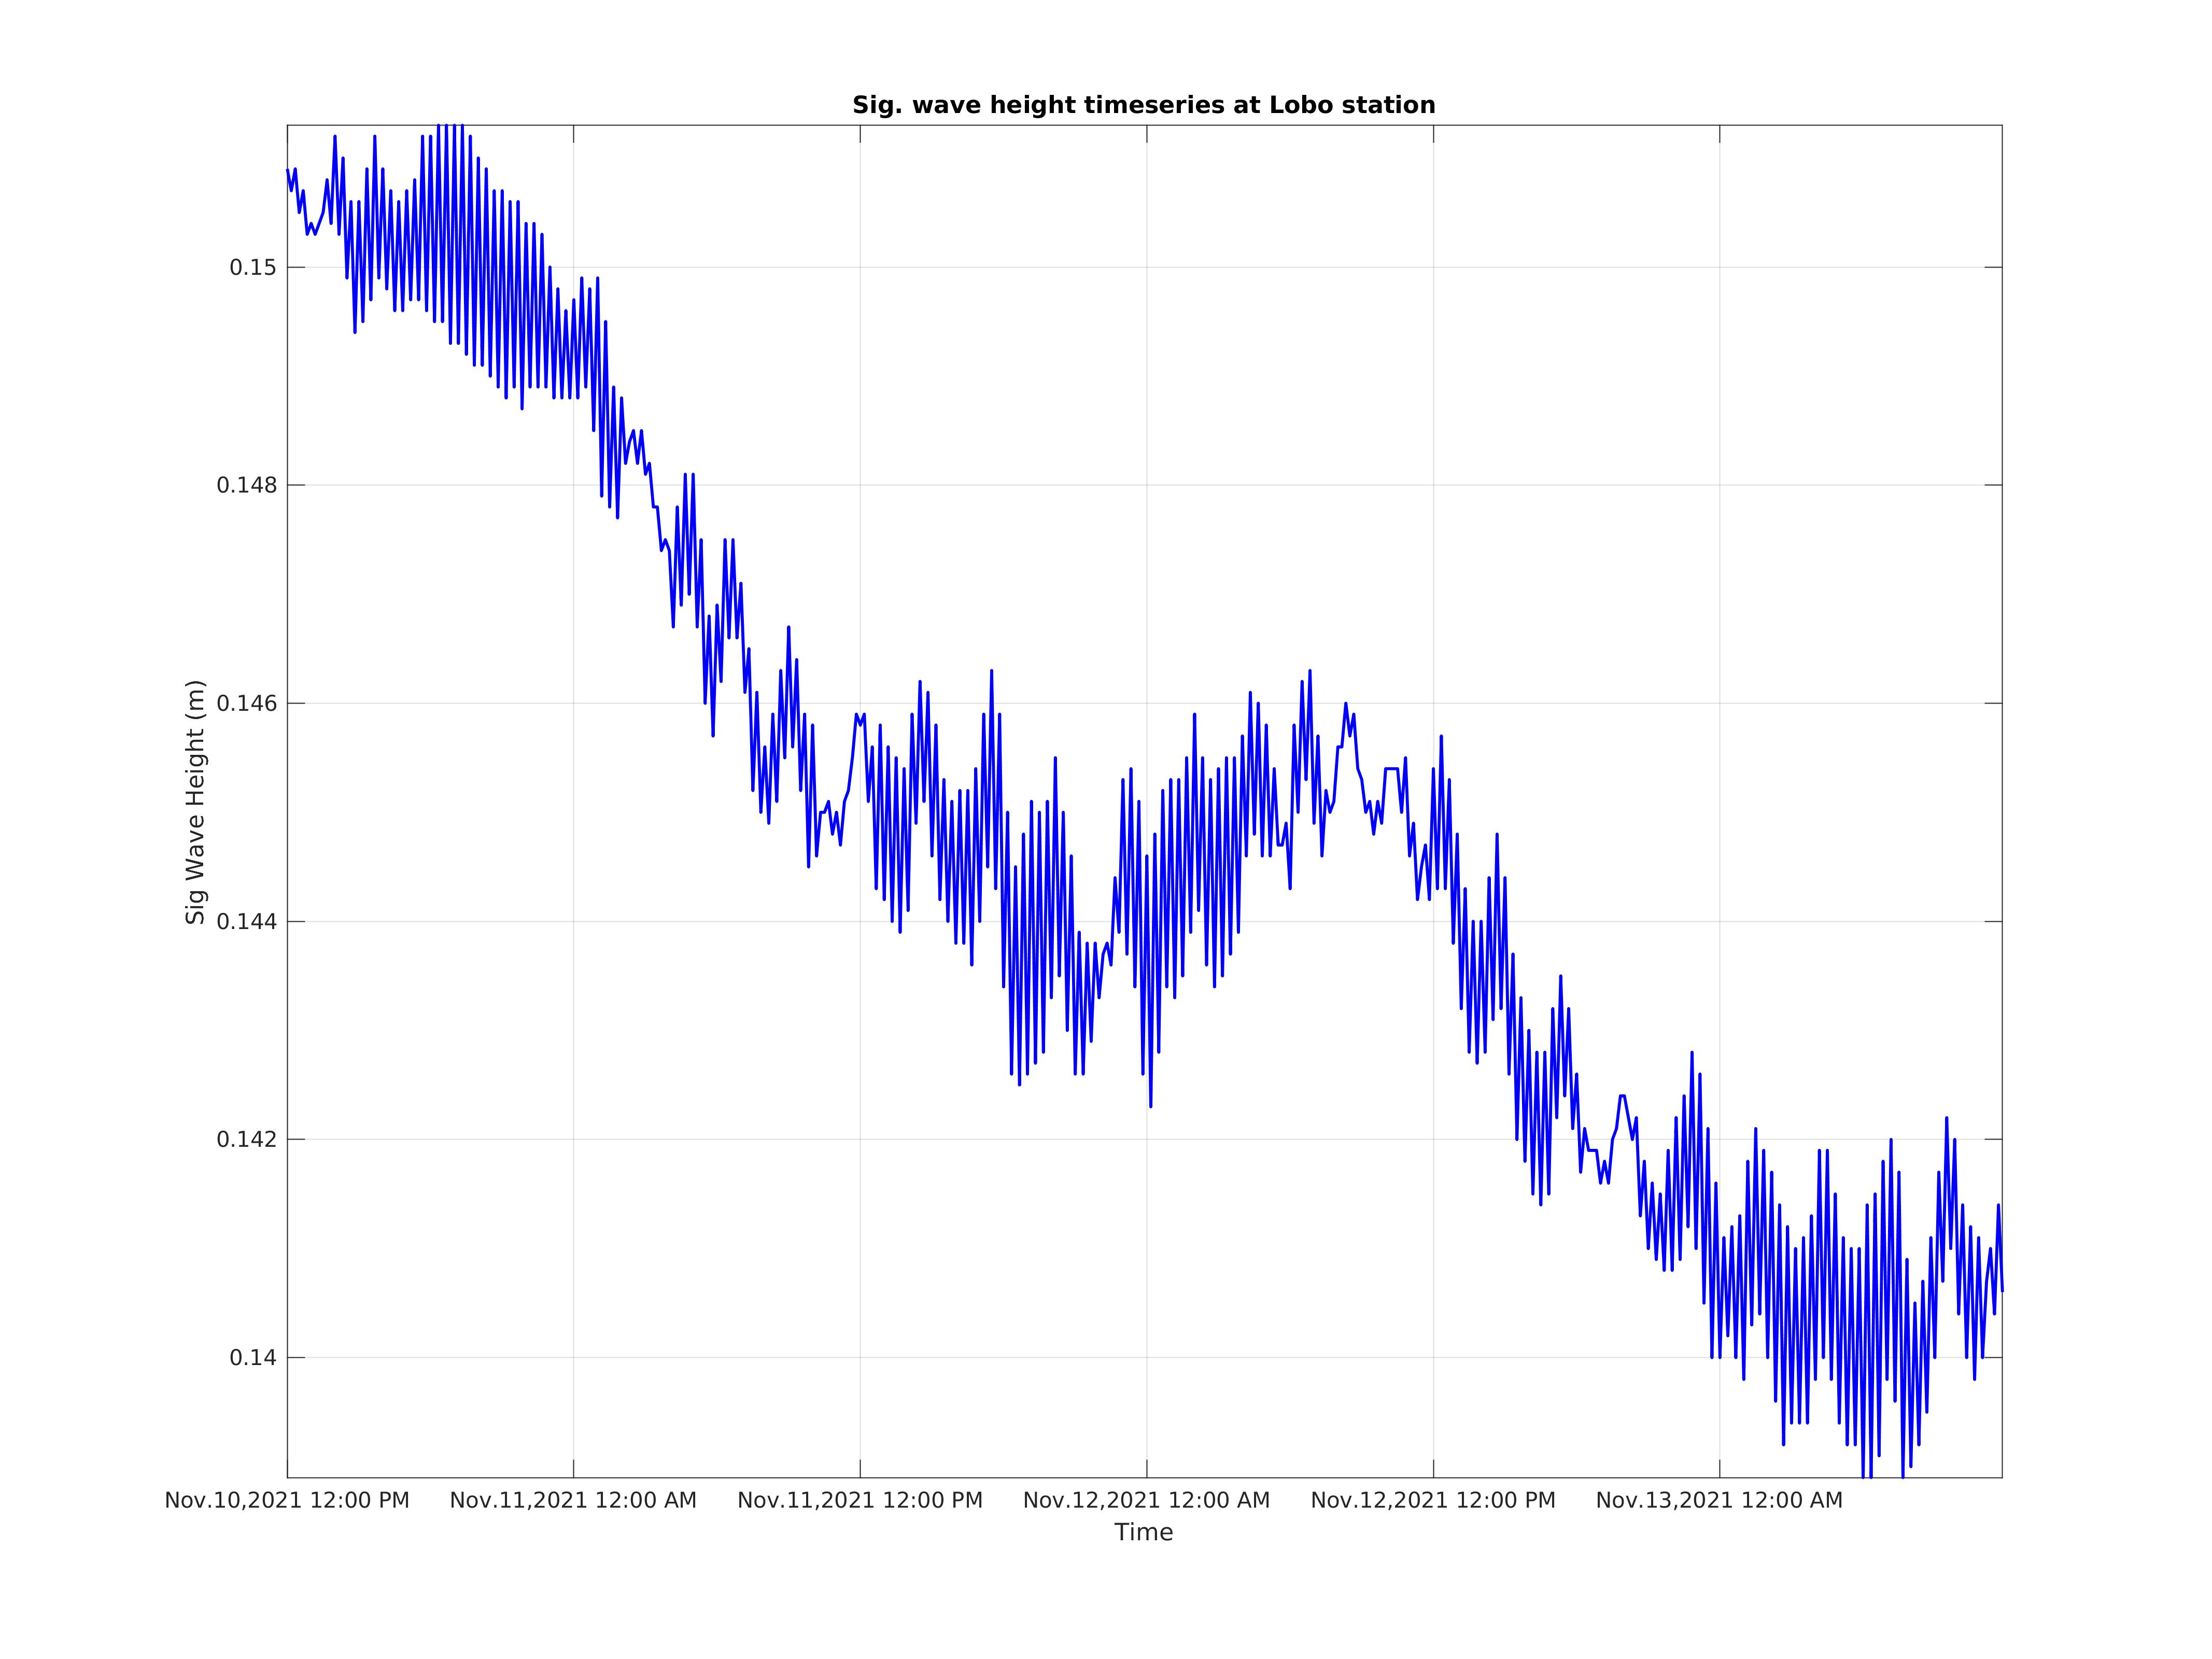 Sig. wave height timeseries at Lobo station
0.15
0.148
0.146
0.144
0.142
0.14
Sig Wave Height (m)
Nov.10,2021 12:00 PM
Nov.11,2021 12:00 AM
Nov.11,2021 12:00 PM
Nov.12,2021 12:00 AM
Nov.12,2021 12:00 PM
Nov.13,2021 12:00 AM
Time